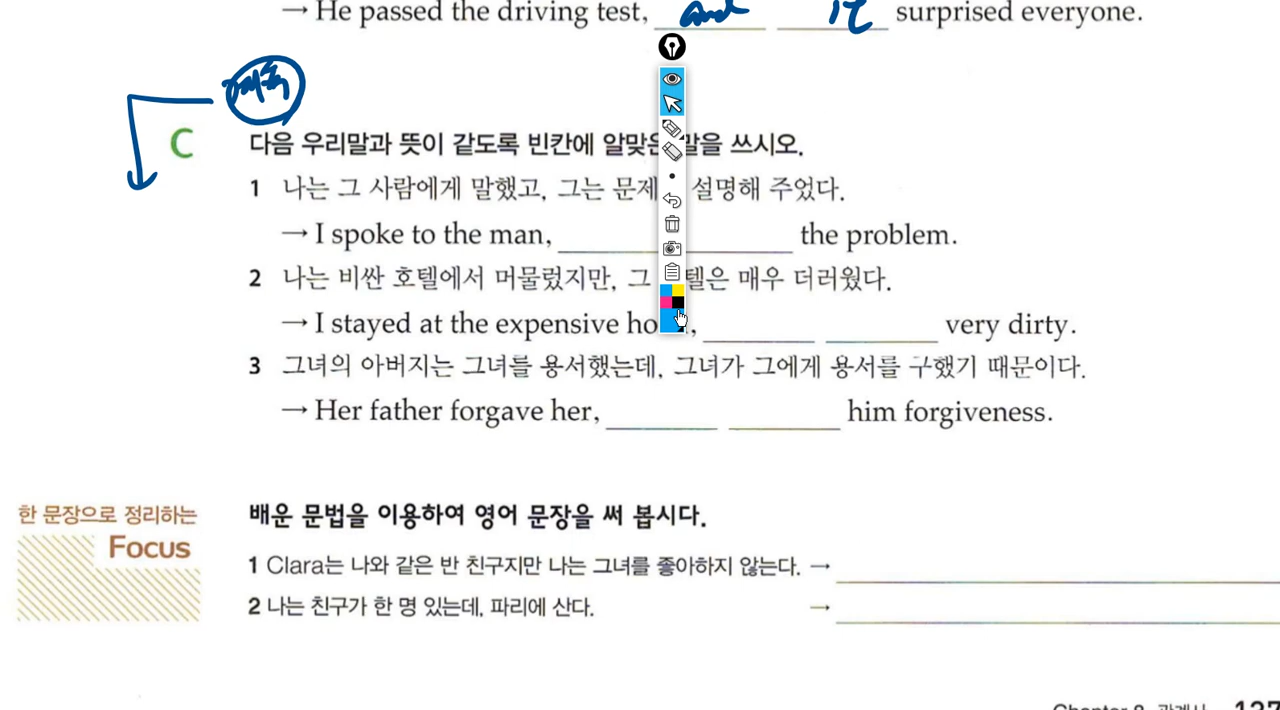 → He passed the driving test, and it surprised everyone.
계속
C 다음 우리말과 뜻이 같도록 빈칸에 알맞은 말을 쓰시오.
1 나는 그 사람에게 말했고, 그는 문제 설명해 주었다.
→ I spoke to the man, the problem.
2 나는 비싼 호텔에서 머물렀지만, 그 텔은 매우 더러웠다.
→ I stayed at the expensive ho , very dirty.
3 그녀의 아버지는 그녀를 용서했는데, 그녀가 그에게 용서를 구했기 때문이다.
→ Her father forgave her, him forgiveness.
한 문장으로 정리하는
Focus
배운 문법을 이용하여 영어 문장을 써 봅시다.
1 Clara는 나와 같은 반 친구지만 나는 그녀를 좋아하지 않는다. →
2 나는 친구가 한 명 있는데, 파리에 산다. →
Chapter 관계사 137